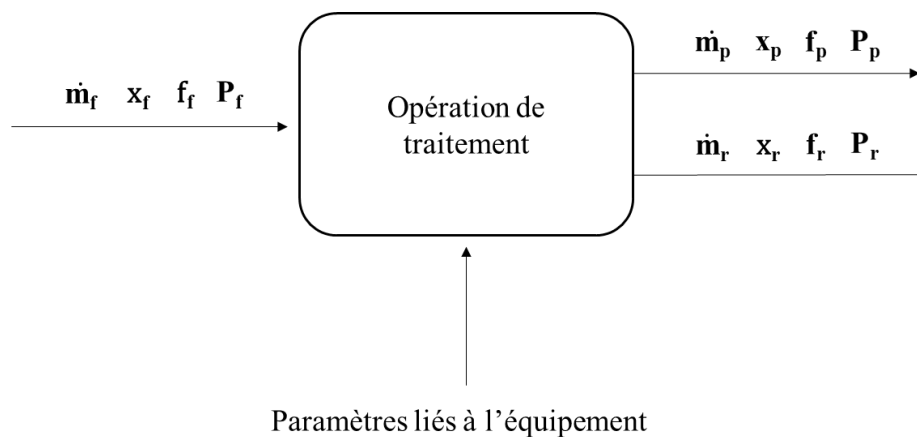 ṁp xp fp Pp
ṁf xf ff Pf
Opération de
traitement
ṁr xr fr Pr
Paramètres liés à l'équipement